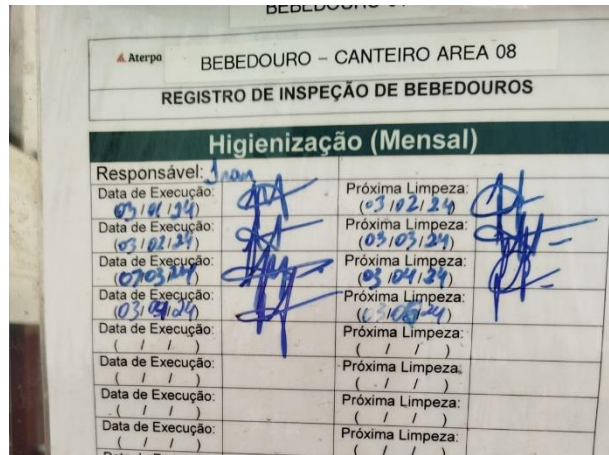 BEBEDOURO
Aterpa BEBEDOURO – CANTEIRO AREA 08
REGISTRO DE INSPEÇÃO DE BEBEDOUROS
Higienização (Mensal)
Responsável:
Data de Execução: Próxima Limpeza:
(03/01/24) (03/02/24)
Data de Execução: Próxima Limpeza:
(03/02/24) (03/03/24)
Data de Execução: Próxima Limpeza:
(03/04/24)
Data de Execução: Próxima Limpeza:
(03/04/24)
Data de Execução: Próxima Limpeza:
( / / ) ( / / )
Data de Execução: Próxima Limpeza:
( / / ) ( / / )
Data de Execução: Próxima Limpeza:
( / / ) ( / / )
Data de Execução: Próxima Limpeza:
( / / ) ( / / )